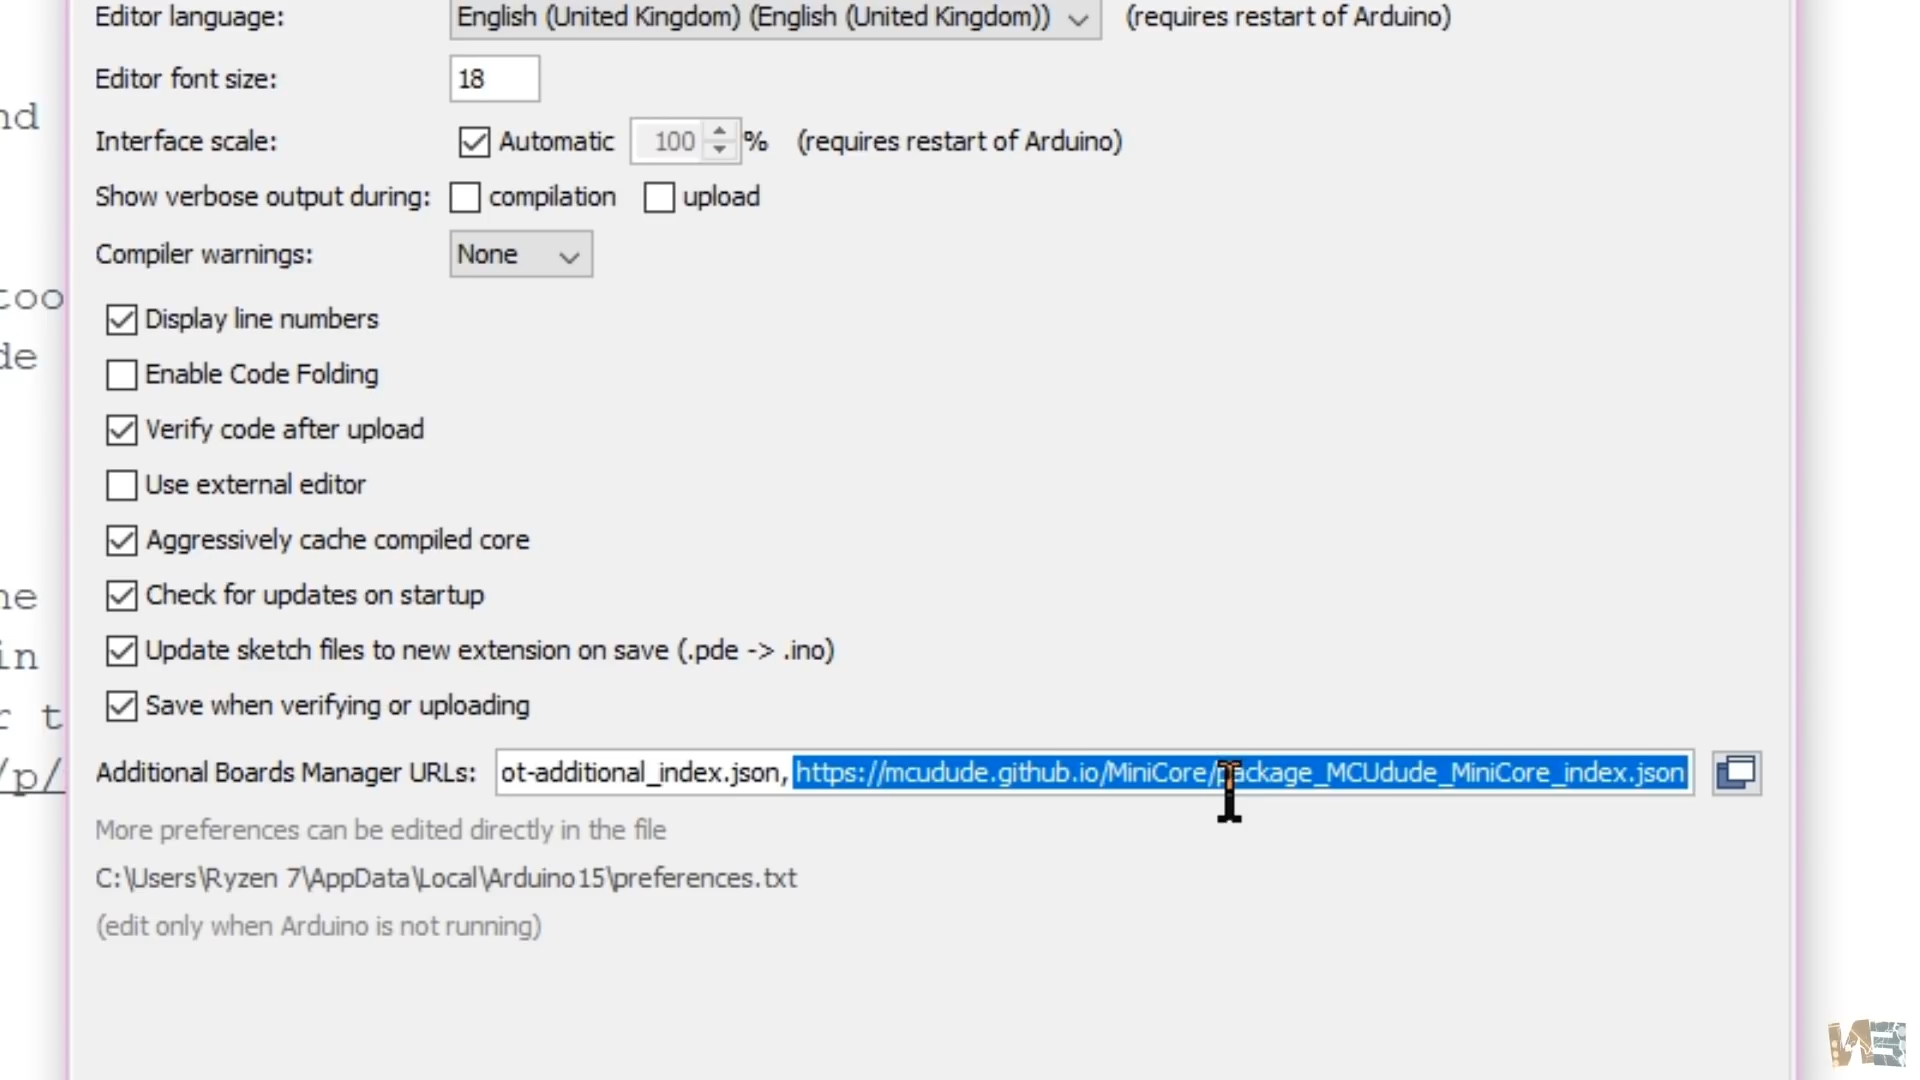 Editor language: English (United Kingdom) (English (United Kingdom)) (requires restart of Arduino)
Editor font size: 18
Interface scale: Automatic 100 % (requires restart of Arduino)
Show verbose output during: compilation upload
Compiler warnings: None
Display line numbers
Enable Code Folding
Verify code after upload
Use external editor
Aggressively cache compiled core
Check for updates on startup
Update sketch files to new extension on save (.pde -> .ino)
Save when verifying or uploading
Additional Boards Manager URLs: ot-additional_index.json, https://mcudude.github.io/MiniCore/package_MCUdude_MiniCore_index.json
More preferences can be edited directly in the file
C:\Users\Ryzen 7\AppData\Local\Arduino15\preferences.txt
(edit only when Arduino is not running)